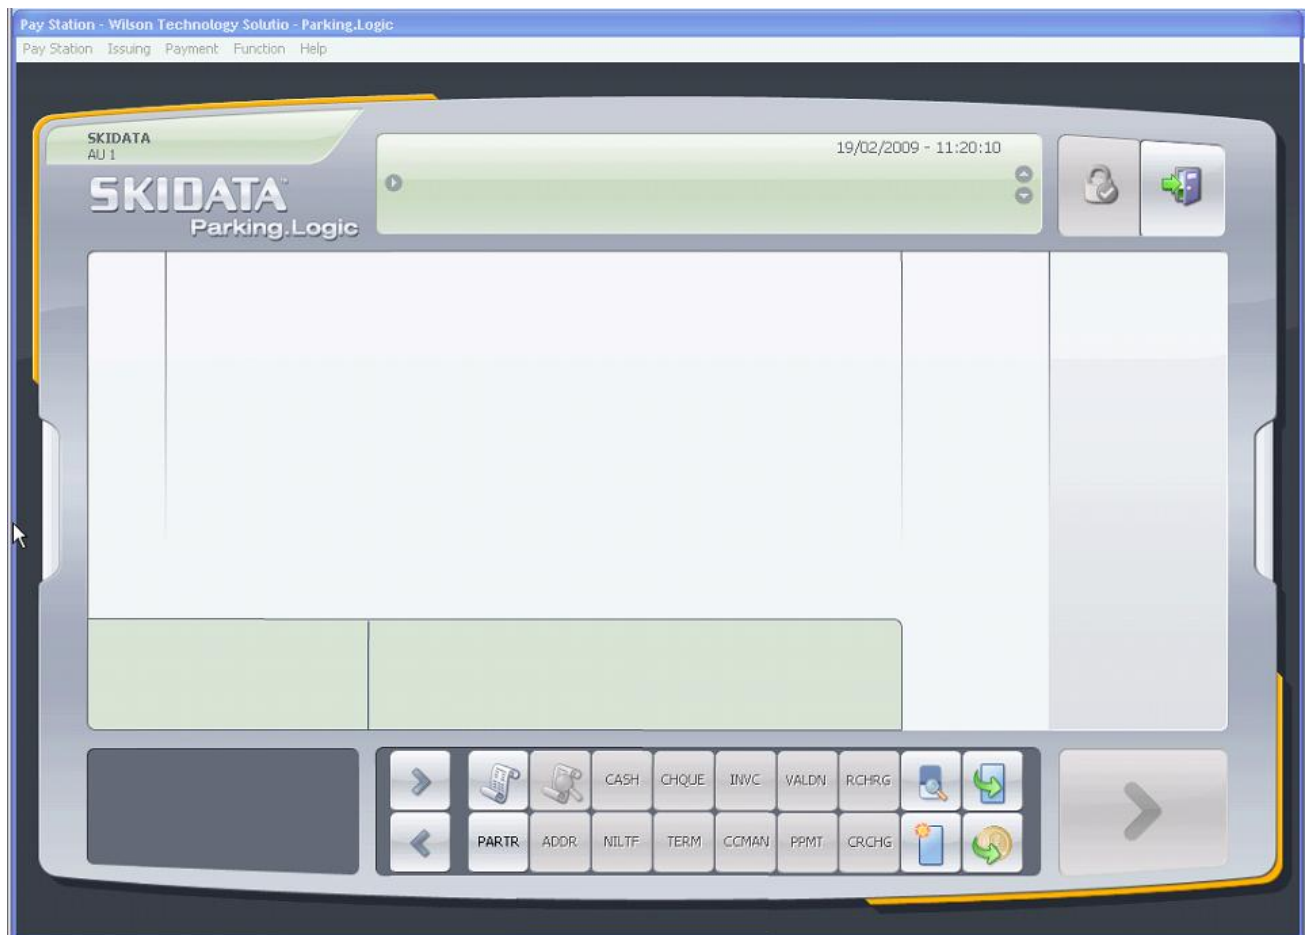 Pay Station - Wilson Technology Solutio - Parking.Logic
Pay Station Issuing Payment Function Help
SKIDATA
AU 1
19/02/2009 - 11:20:10
SKIDATA™
Parking.Logic
CASH CHQUE INVC VALDN RCHRG
PARTR ADDR NILTF TERM CCMAN PPMT CRCHG